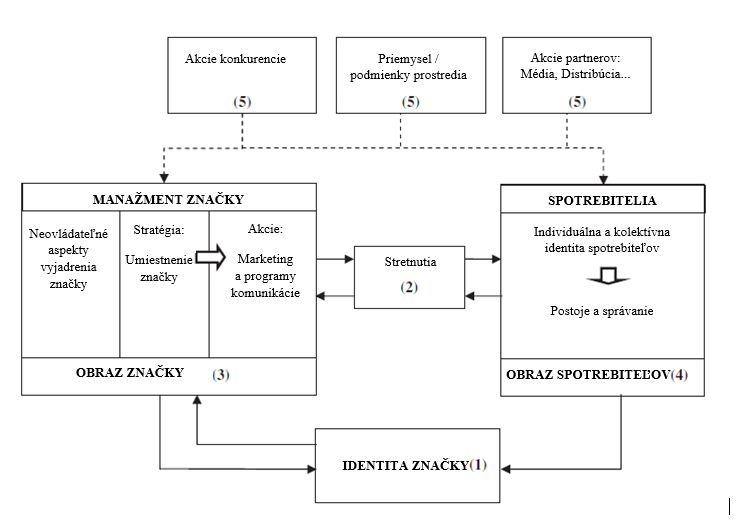 Akcie konkurencie
(5)
Priemysel /
podmienky prostredia
(5)
Akcie partnerov:
Média, Distribúcia...
(5)
MANAŽMENT ZNAČKY
Neovládateľné
aspekty
vyjadrenia
značky
Stratégia:
Umiestnenie
značky
Akcie:
Marketing
a programy
komunikácie
OBRAZ ZNAČKY (3)
Stretnutia
(2)
SPOTREBITELIA
Individuálna a kolektívna
identita spotrebiteľov
Postoje a správanie
OBRAZ SPOTREBITEĽOV(4)
IDENTITA ZNAČKY(1)